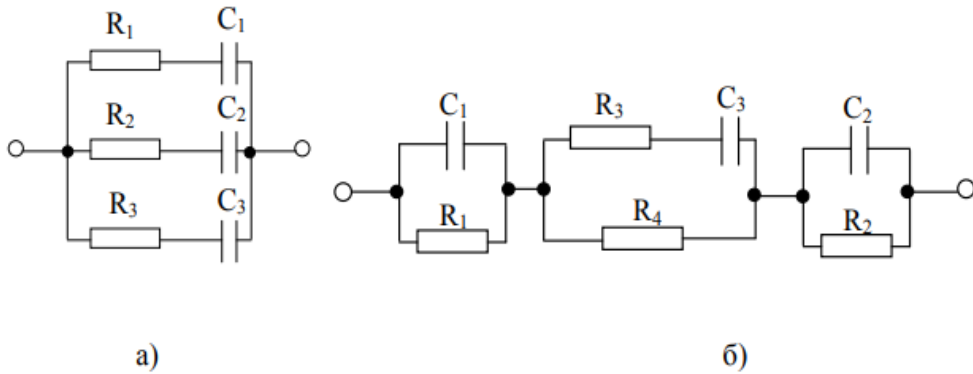 R₁ C₁
R₂ C₂
R₃ C₃
C₁ R₃ C₃ C₂
R₁ R₄ R₂
а) б)